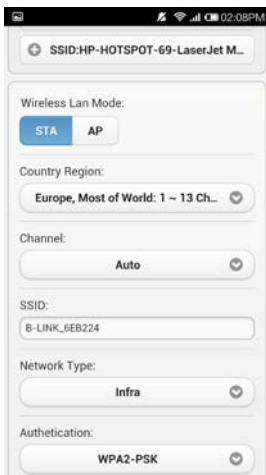 02:08PM
SSID:HP-HOTSPOT-69-LaserJet M...
Wireless Lan Mode:
STA AP
Country Region:
Europe, Most of World: 1 ~ 13 Ch...
Channel:
Auto
SSID:
B-LINK_6EB224
Network Type:
Infra
Authetication:
WPA2-PSK